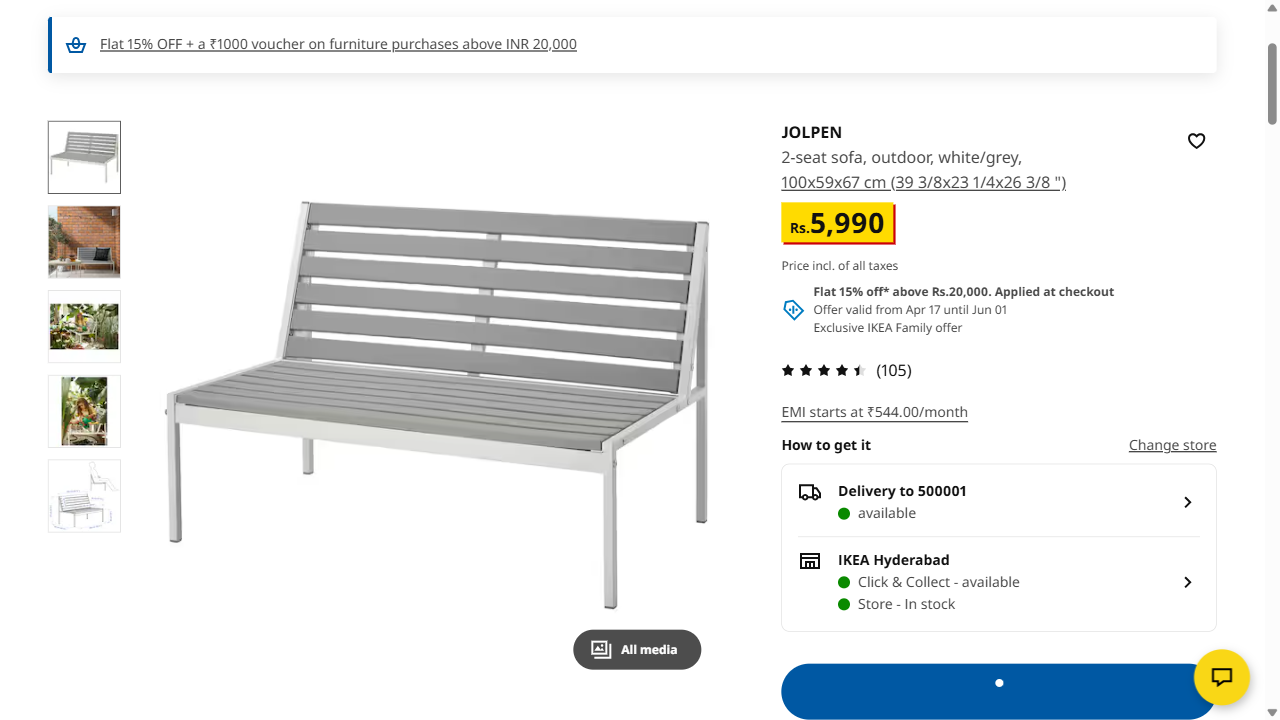 Flat 15% OFF + a ₹1000 voucher on furniture purchases above INR 20,000
JOLPEN
2-seat sofa, outdoor, white/grey,
100x59x67 cm (39 3/8x23 1/4x26 3/8 ")
Rs.5,990
Price incl. of all taxes
Flat 15% off* above Rs.20,000. Applied at checkout
Offer valid from Apr 17 until Jun 01
Exclusive IKEA Family offer
(105)
EMI starts at ₹544.00/month
How to get it
Change store
Delivery to 500001
available
IKEA Hyderabad
Click & Collect - available
Store - In stock
All media